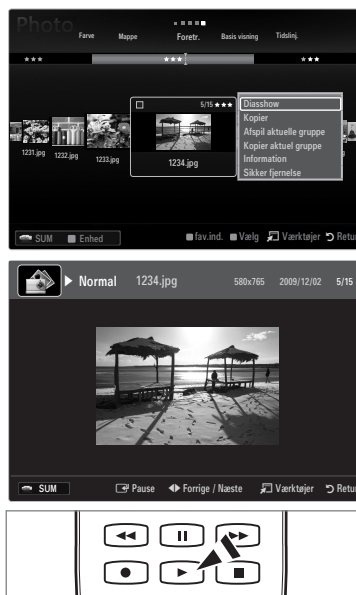 Photo
Farve Mappe Foretr. Basis visning Tidslinj.
★★★ ★★★ ★★★
5/15 ★★★
1231.jpg 1232.jpg 1233.jpg 1234.jpg
Diasshow
Kopier
Afspil aktuelle gruppe
Kopier aktuel gruppe
Information
Sikker fjernelse
SUM Enhed fav.ind. Vælg Værktøjer Retur
Normal 1234.jpg 580x765 2009/12/02 5/15
SUM Pause Forrige / Næste Værktøjer Retur